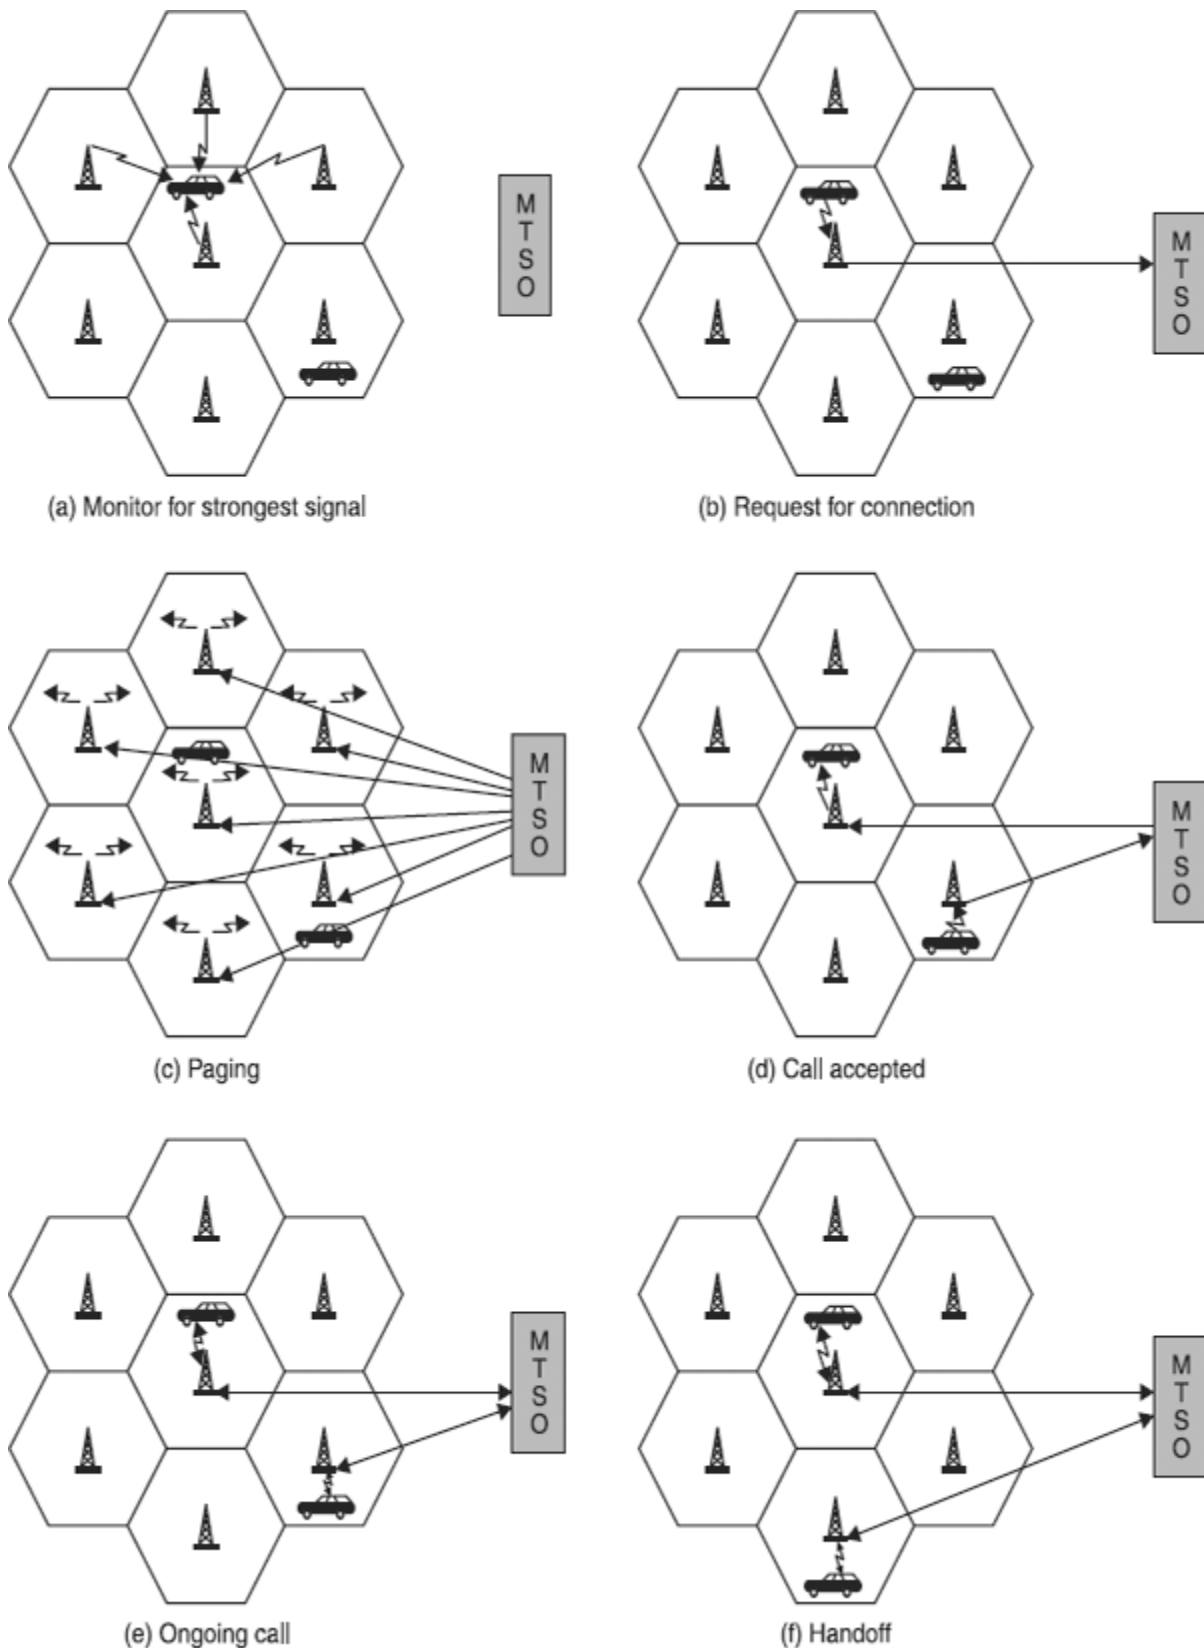 M
T
S
O
M
T
S
O
(a) Monitor for strongest signal
(b) Request for connection
M
T
S
O
M
T
S
O
(c) Paging
(d) Call accepted
M
T
S
O
M
T
S
O
(e) Ongoing call
(f) Handoff